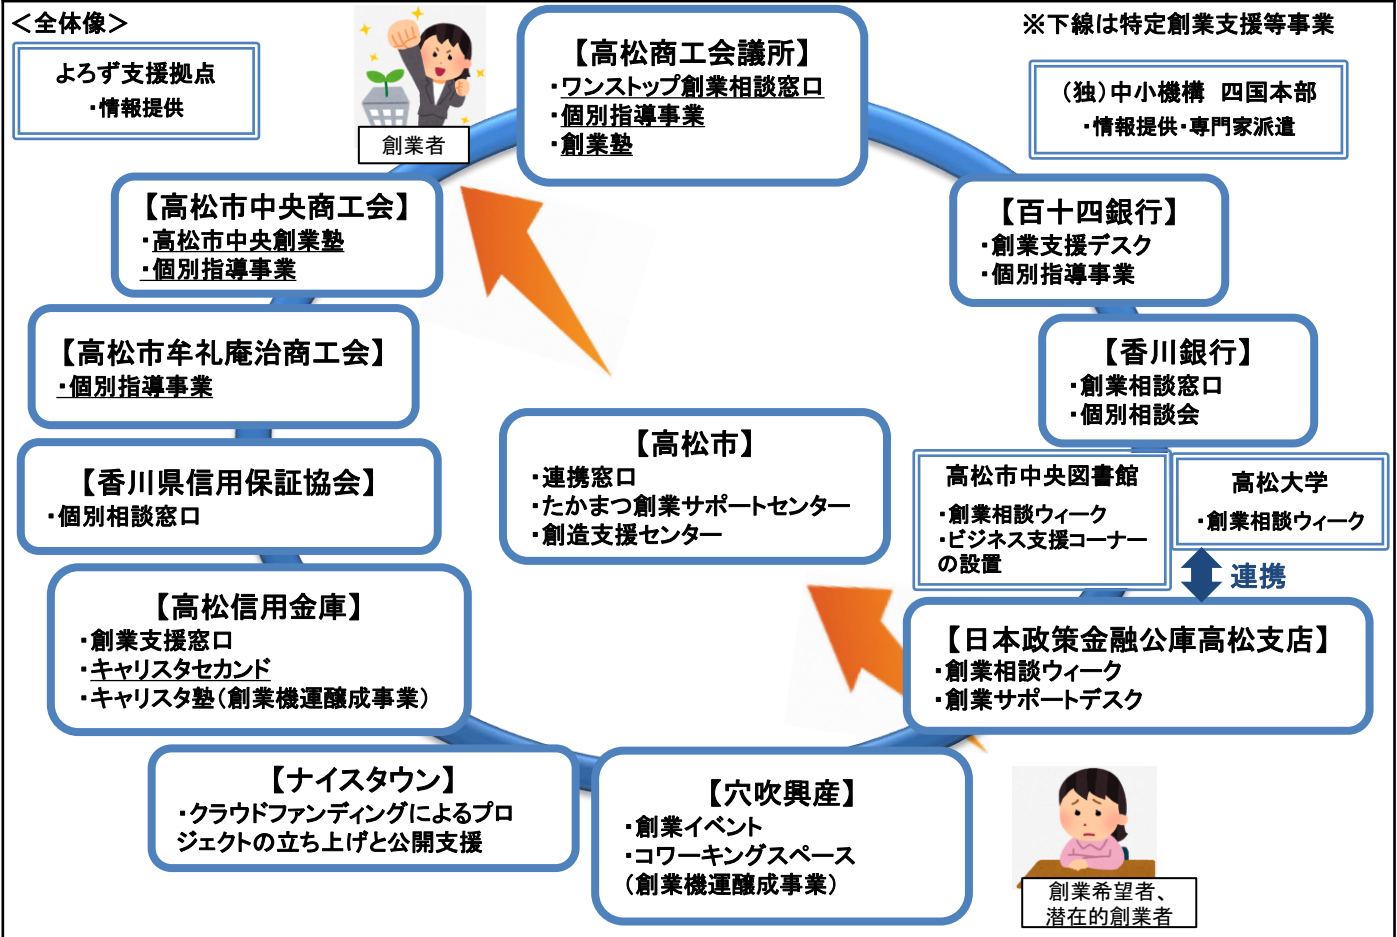 ＜全体像＞
※下線は特定創業支援等事業
よろず支援拠点
・情報提供
創業者
【高松商工会議所】
・ワンストップ創業相談窓口
・個別指導事業
・創業塾
（独）中小機構　四国本部
・情報提供・専門家派遣
【高松市中央商工会】
・高松市中央創業塾
・個別指導事業
【百十四銀行】
・創業支援デスク
・個別指導事業
【高松市牟礼庵治商工会】
・個別指導事業
【香川銀行】
・創業相談窓口
・個別相談会
【高松市】
・連携窓口
・たかまつ創業サポートセンター
・創造支援センター
【香川県信用保証協会】
・個別相談窓口
高松市中央図書館
・創業相談ウィーク
・ビジネス支援コーナー
の設置
高松大学
・創業相談ウィーク
連携
【高松信用金庫】
・創業支援窓口
・キャリスタセカンド
・キャリスタ塾（創業機運醸成事業）
【日本政策金融公庫高松支店】
・創業相談ウィーク
・創業サポートデスク
【ナイスタウン】
・クラウドファンディングによるプロ
ジェクトの立ち上げと公開支援
【穴吹興産】
・創業イベント
・コワーキングスペース
（創業機運醸成事業）
創業希望者、
潜在的創業者